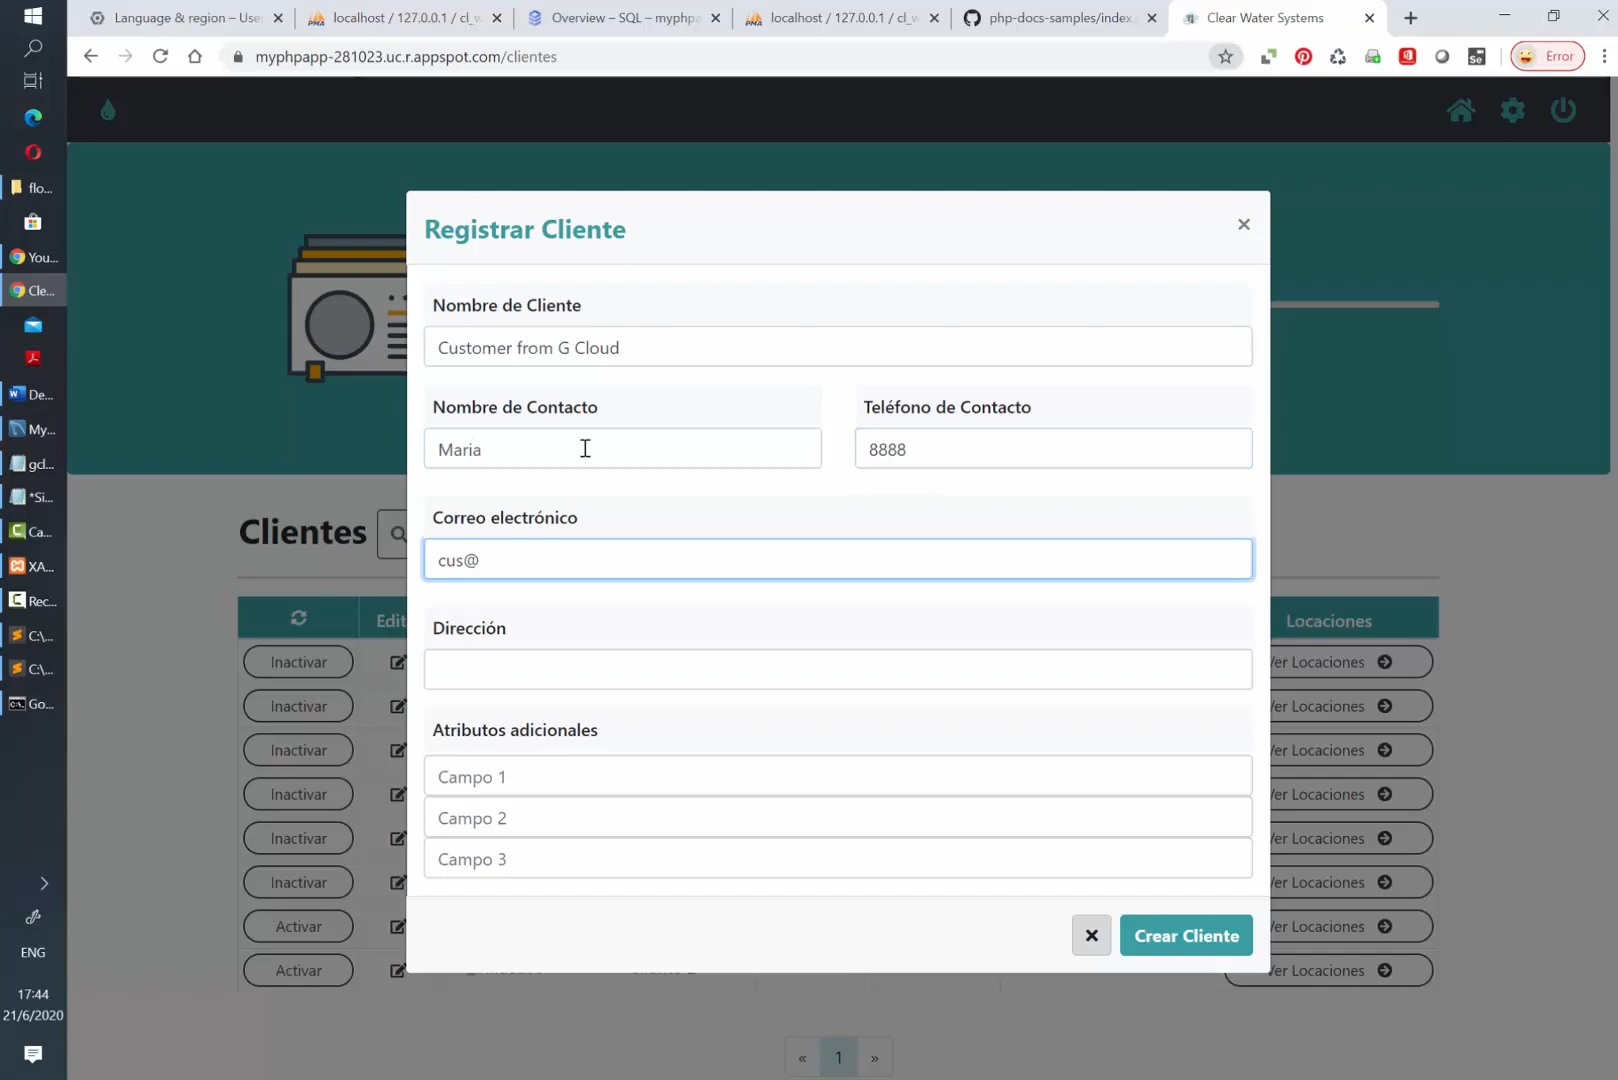 Language & region – Use
localhost / 127.0.0.1 / cl_w
Overview – SQL – myphp
localhost / 127.0.0.1 / cl_w
php-docs-samples/index.
Clear Water Systems
myphpapp-281023.uc.r.appspot.com/clientes
Error
flo...
You...
Cle...
De...
My...
gcl...
*Si...
Ca...
XA...
Rec...
C:\...
C:\...
Go...
ENG
17:44
21/6/2020
Registrar Cliente
Nombre de Cliente
Customer from G Cloud
Nombre de Contacto
Teléfono de Contacto
Maria
8888
Correo electrónico
cus@
Dirección
Atributos adicionales
Campo 1
Campo 2
Campo 3
Crear Cliente
Clientes
Edit
Locaciones
Inactivar
Ver Locaciones
Inactivar
Ver Locaciones
Inactivar
Ver Locaciones
Inactivar
Ver Locaciones
Inactivar
Ver Locaciones
Inactivar
Ver Locaciones
Activar
Ver Locaciones
Activar
Ver Locaciones
« 1 »